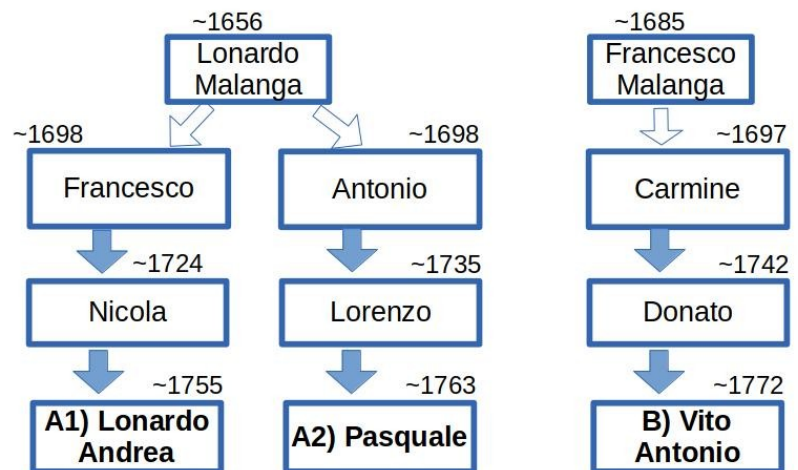 ~1656
Lonardo
Malanga
~1685
Francesco
Malanga
~1698
Francesco
~1698
Antonio
~1697
Carmine
~1724
Nicola
~1735
Lorenzo
~1742
Donato
~1755
A1) Lonardo
Andrea
~1763
A2) Pasquale
~1772
B) Vito
Antonio